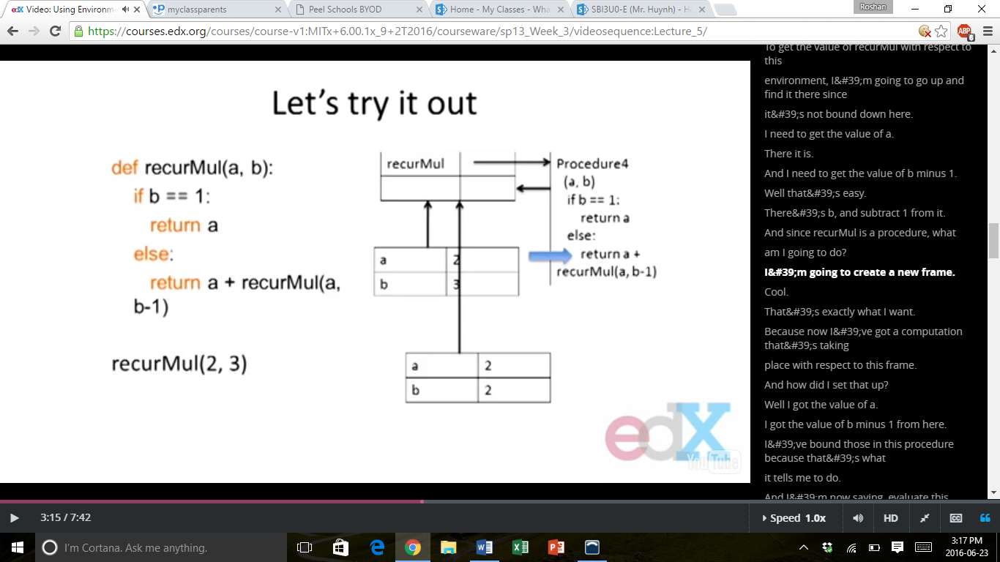 Video: Using Environm
myclassparents
Peel Schools BYOD
Home - My Classes - Wha
SBI3U0-E (Mr. Huynh) - Ho
Roshan
https://courses.edx.org/courses/course-v1:MITx+6.00.1x_9+2T2016/courseware/sp13_Week_3/videosequence:Lecture_5/
ABP
6
Let's try it out
def recurMul(a, b):
if b == 1:
return a
else:
return a + recurMul(a,
b-1)
recurMul(2, 3)
recurMul
Procedure4
(a, b)
if b == 1:
return a
else:
return a +
recurMul(a, b-1)
a 2
b 3
a 2
b 2
edX
YouTube
To get the value of recurMul with respect to
this
environment, I&#39;m going to go up and
find it there since
it&#39;s not bound down here.
I need to get the value of a.
There it is.
And I need to get the value of b minus 1.
Well that&#39;s easy.
There&#39;s b, and subtract 1 from it.
And since recurMul is a procedure, what
am I going to do?
I&#39;m going to create a new frame.
Cool.
That&#39;s exactly what I want.
Because now I&#39;ve got a computation
that&#39;s taking
place with respect to this frame.
And how did I set that up?
Well I got the value of a.
I got the value of b minus 1 from here.
I&#39;ve bound those in this procedure
because that&#39;s what
it tells me to do.
And I&#39;m now saying, evaluate this
3:15 / 7:42
Speed 1.0x
HD
CC
I'm Cortana. Ask me anything.
3:17 PM
2016-06-23